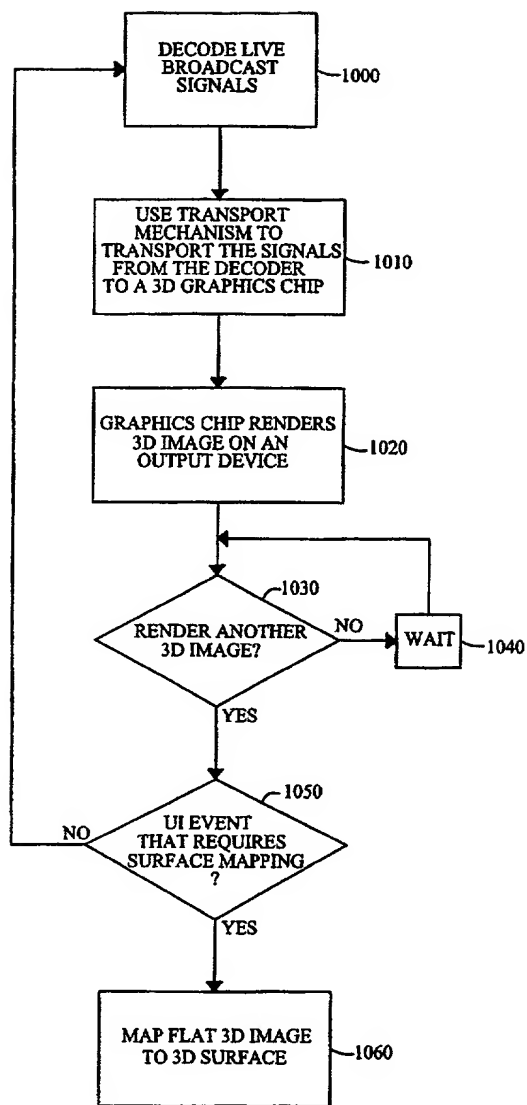 DECODE LIVE
BROADCAST
SIGNALS
1000
USE TRANSPORT
MECHANISM TO
TRANSPORT THE SIGNALS
FROM THE DECODER
TO A 3D GRAPHICS CHIP
1010
GRAPHICS CHIP RENDERS
3D IMAGE ON AN
OUTPUT DEVICE
1020
1030
RENDER ANOTHER
3D IMAGE?
NO
WAIT
1040
YES
1050
NO
UI EVENT
THAT REQUIRES
SURFACE MAPPING
?
YES
MAP FLAT 3D IMAGE
TO 3D SURFACE
1060